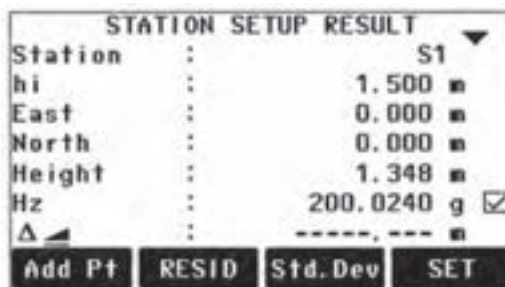 STATION SETUP RESULT
Station : S1
hi : 1.500 m
East : 0.000 m
North : 0.000 m
Height : 1.348 m
Hz : 200.0240 g
Δ : -----.--- m
Add Pt RESID Std.Dev SET